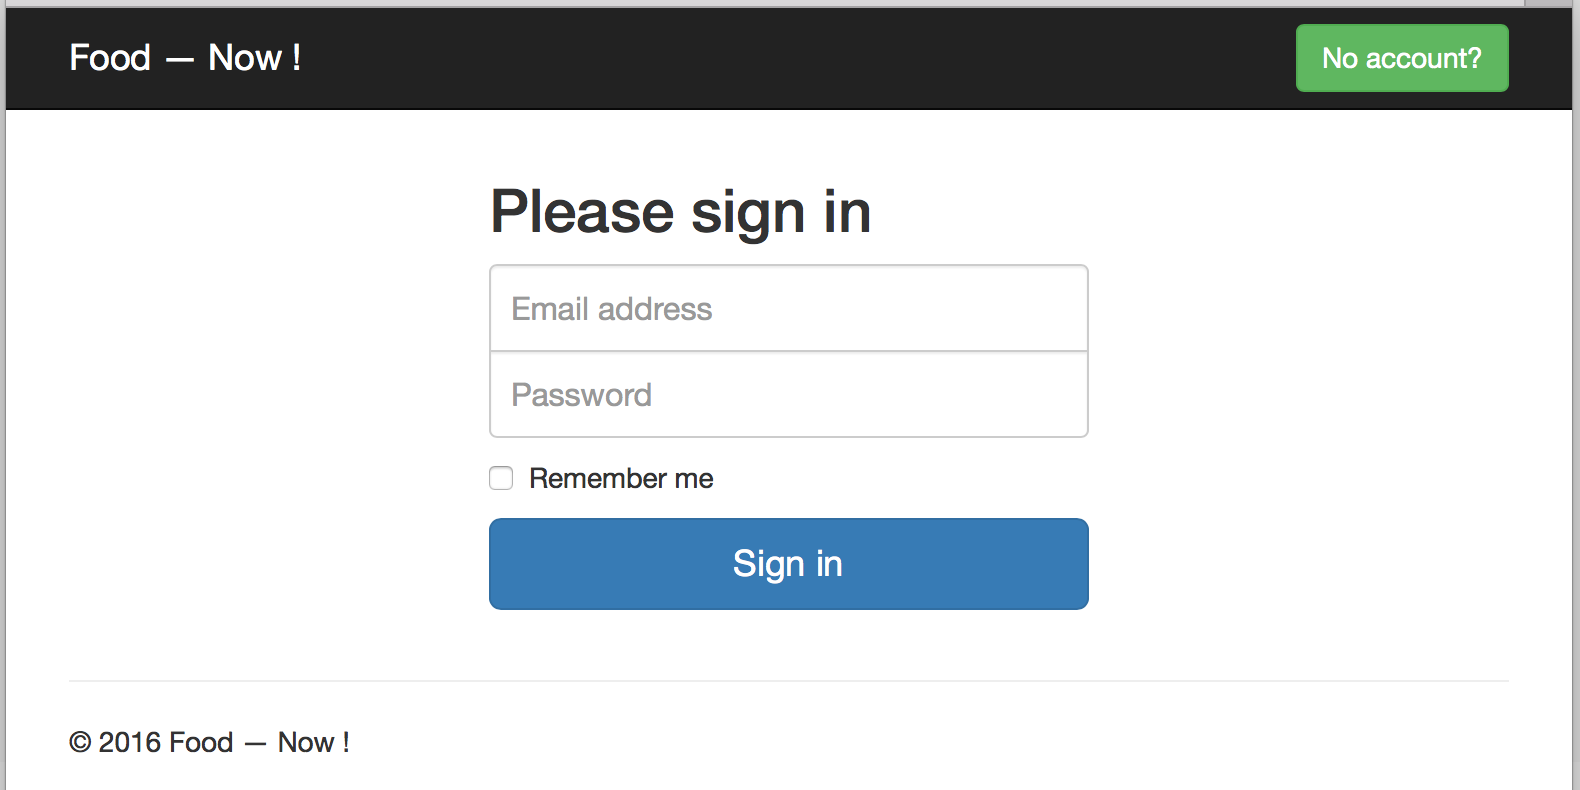 Food — Now !
No account?
Please sign in
Email address
Password
Remember me
Sign in
© 2016 Food — Now !